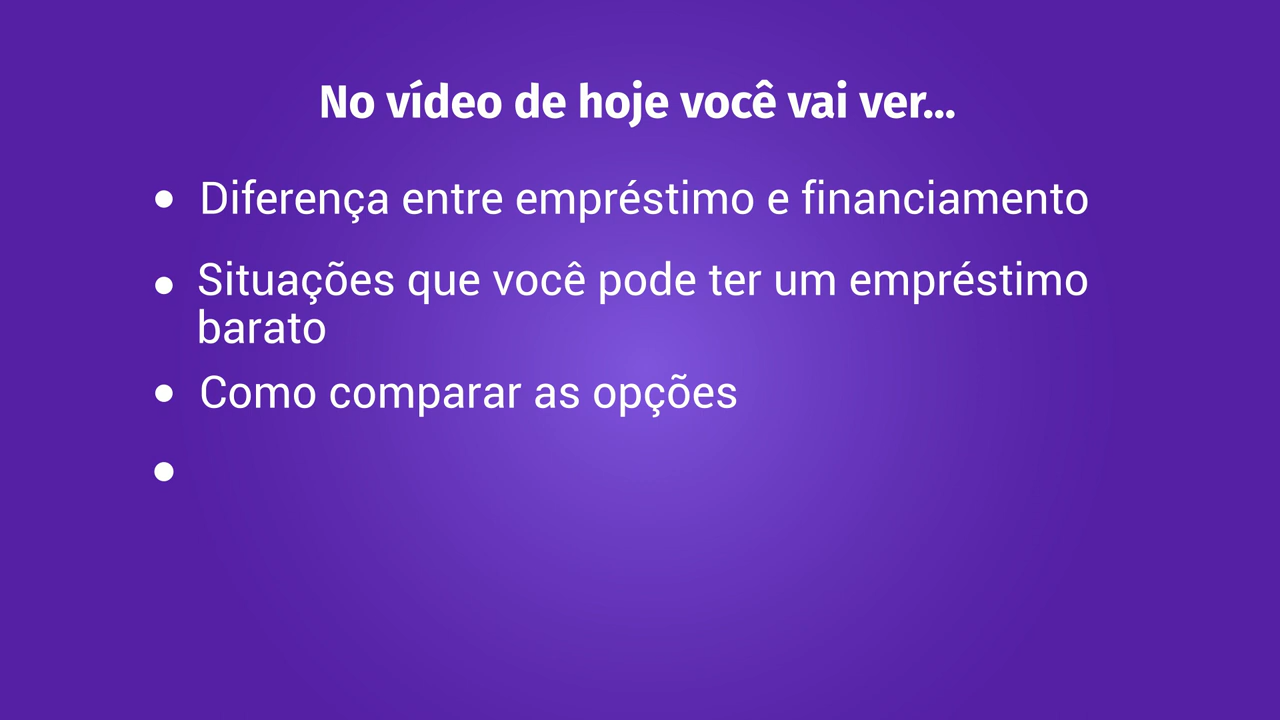 No vídeo de hoje você vai ver...
• Diferença entre empréstimo e financiamento
• Situações que você pode ter um empréstimo
barato
• Como comparar as opções
•